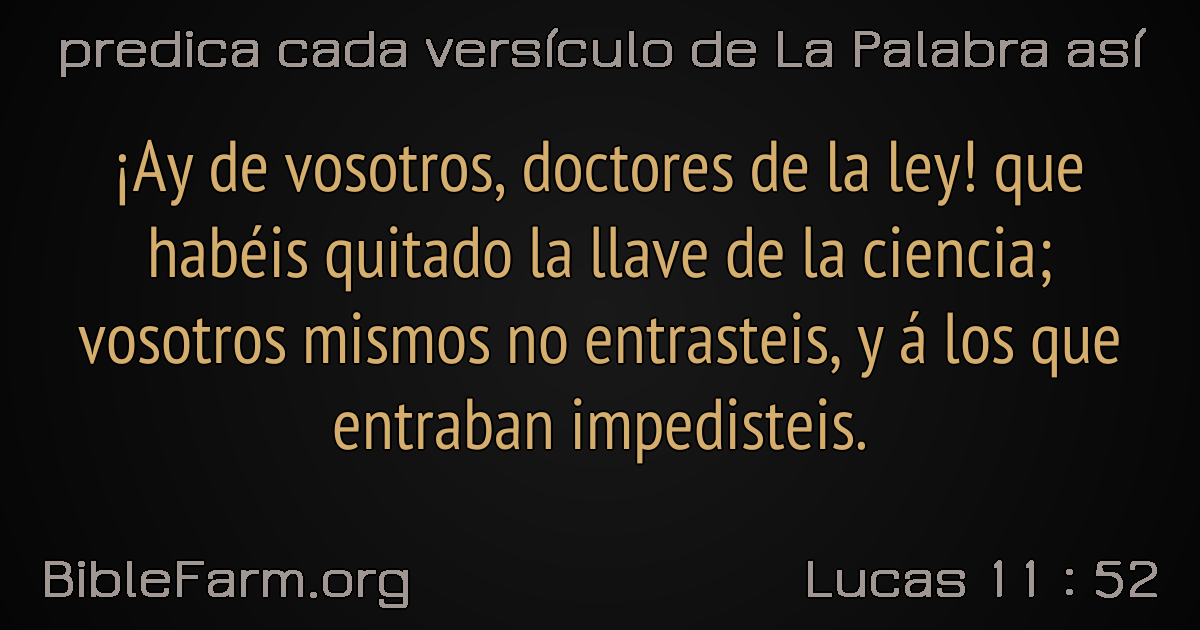 predica cada versículo de La Palabra así
¡Ay de vosotros, doctores de la ley! que
habéis quitado la llave de la ciencia;
vosotros mismos no entrasteis, y á los que
entraban impedisteis.
BibleFarm.org
Lucas 11 : 52